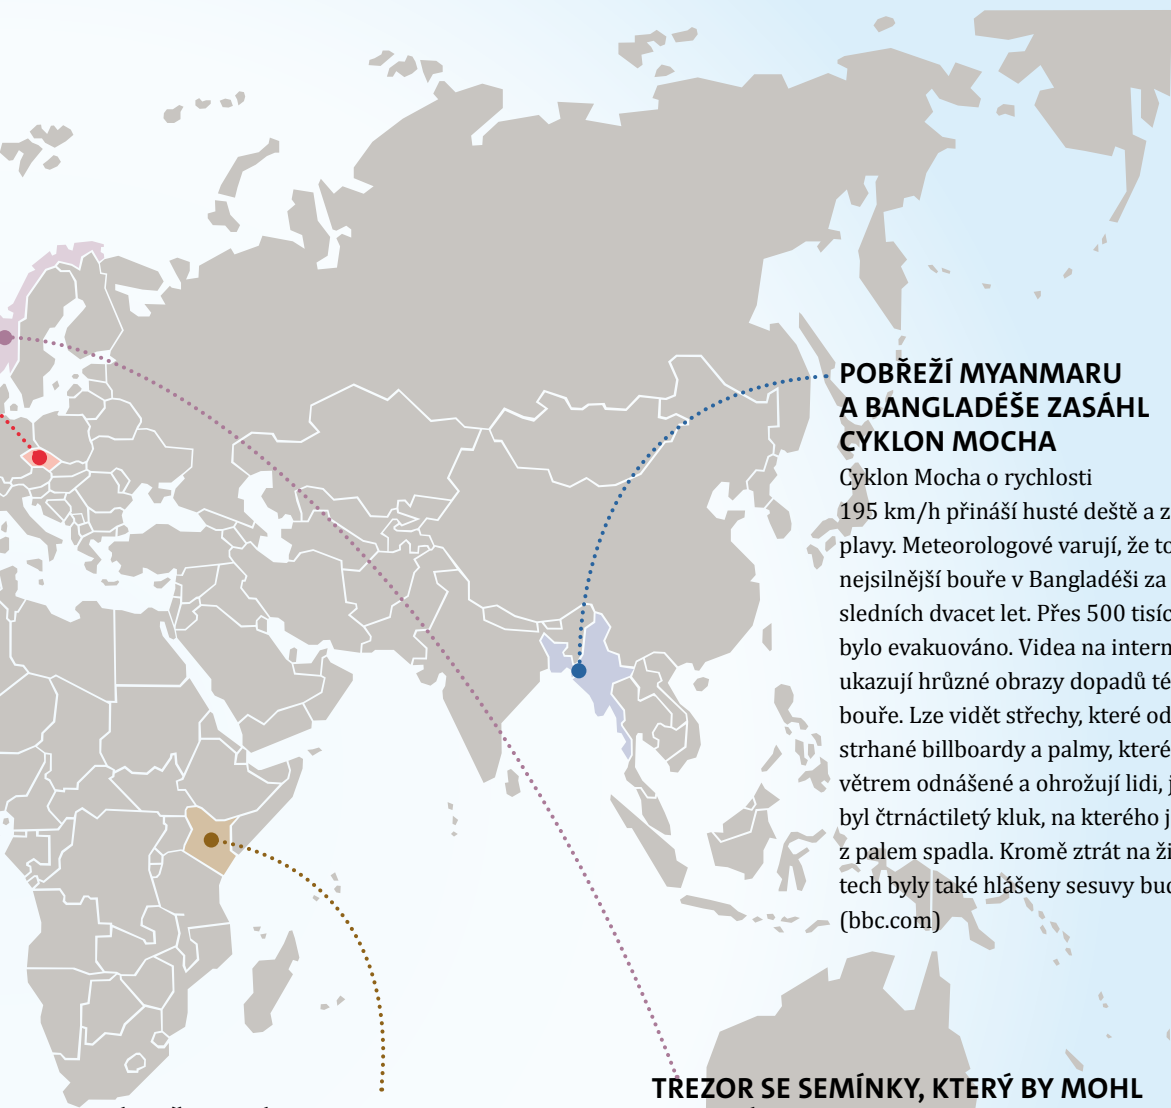 POBŘEŽÍ MYANMARU
A BANGLADÉŠE ZASÁHL
CYKLON MOCHA
Cyklon Mocha o rychlosti
195 km/h přináší husté deště a z
plavy. Meteorologové varují, že to
nejsilnější bouře v Bangladéši za
sledních dvacet let. Přes 500 tisíc
bylo evakuováno. Videa na intern
ukazují hrůzné obrazy dopadů té
bouře. Lze vidět střechy, které od
strhané billboardy a palmy, které
větrem odnášené a ohrožují lidi, j
byl čtrnáctiletý kluk, na kterého j
z palem spadla. Kromě ztrát na ži
tech byly také hlášeny sesuvy bud
(bbc.com)
TREZOR SE SEMÍNKY, KTERÝ BY MOHL